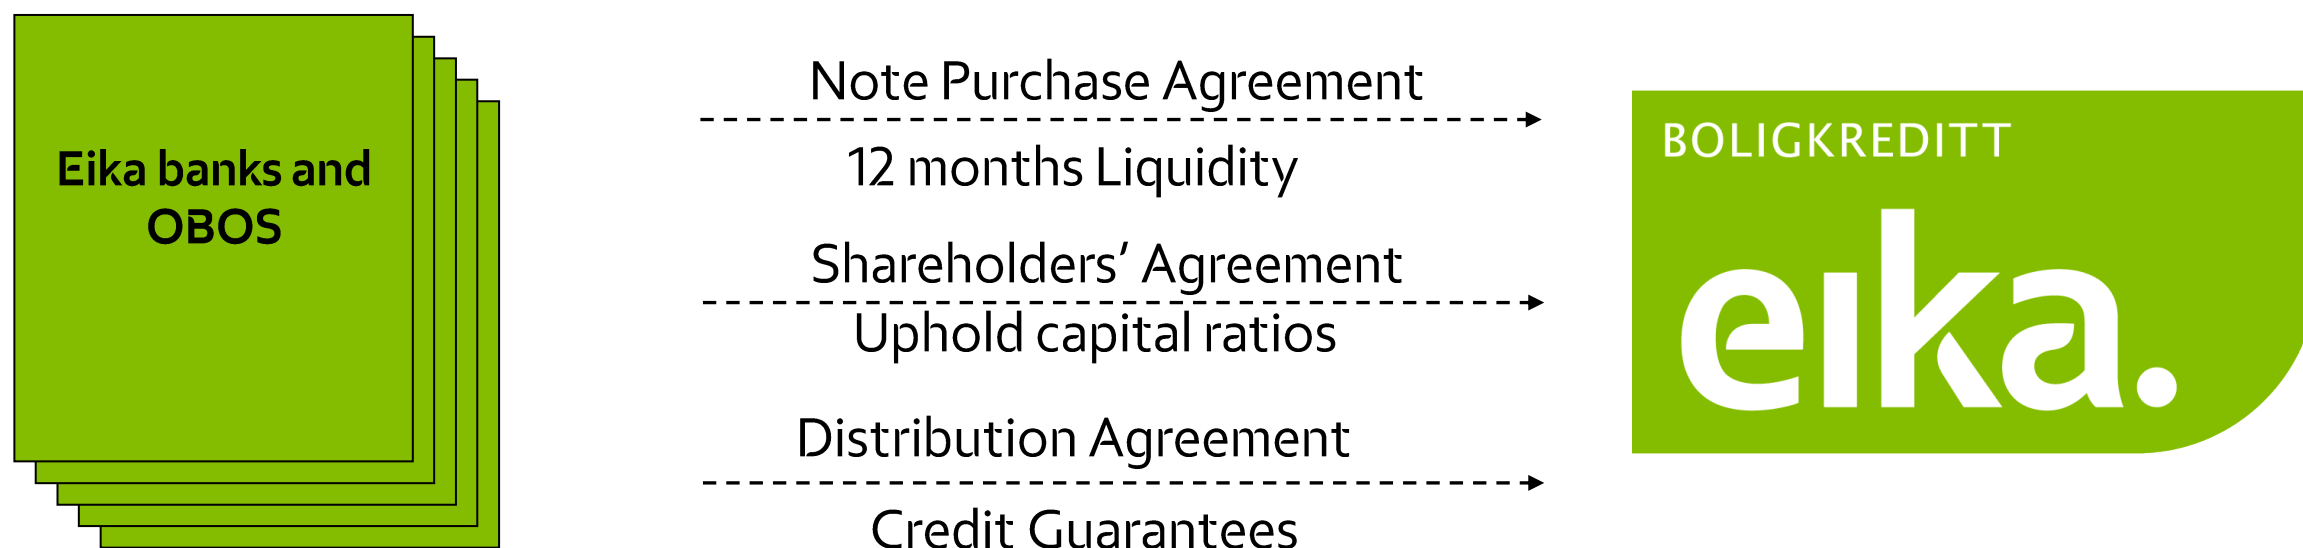 Eika banks and
OBOS
Note Purchase Agreement
12 months Liquidity
Shareholders’ Agreement
Uphold capital ratios
Distribution Agreement
Credit Guarantees
BOLIGKREDITT
eika.